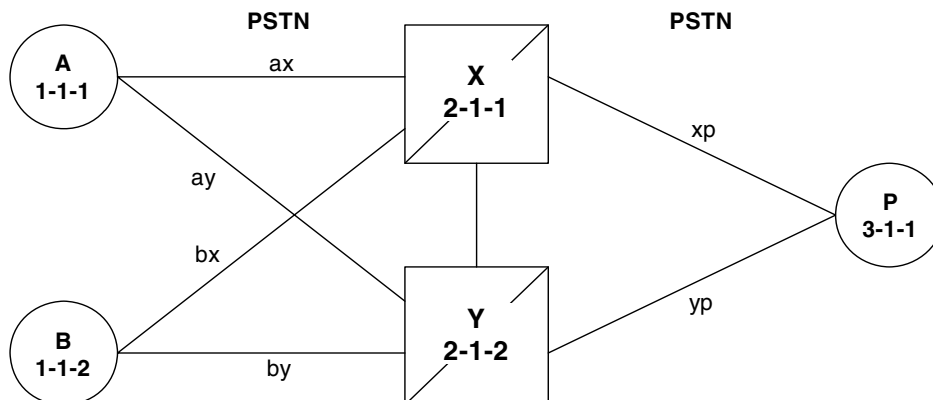 PSTN
PSTN
A
1-1-1
ax
X
2-1-1
xp
ay
P
3-1-1
bx
yp
B
1-1-2
by
Y
2-1-2